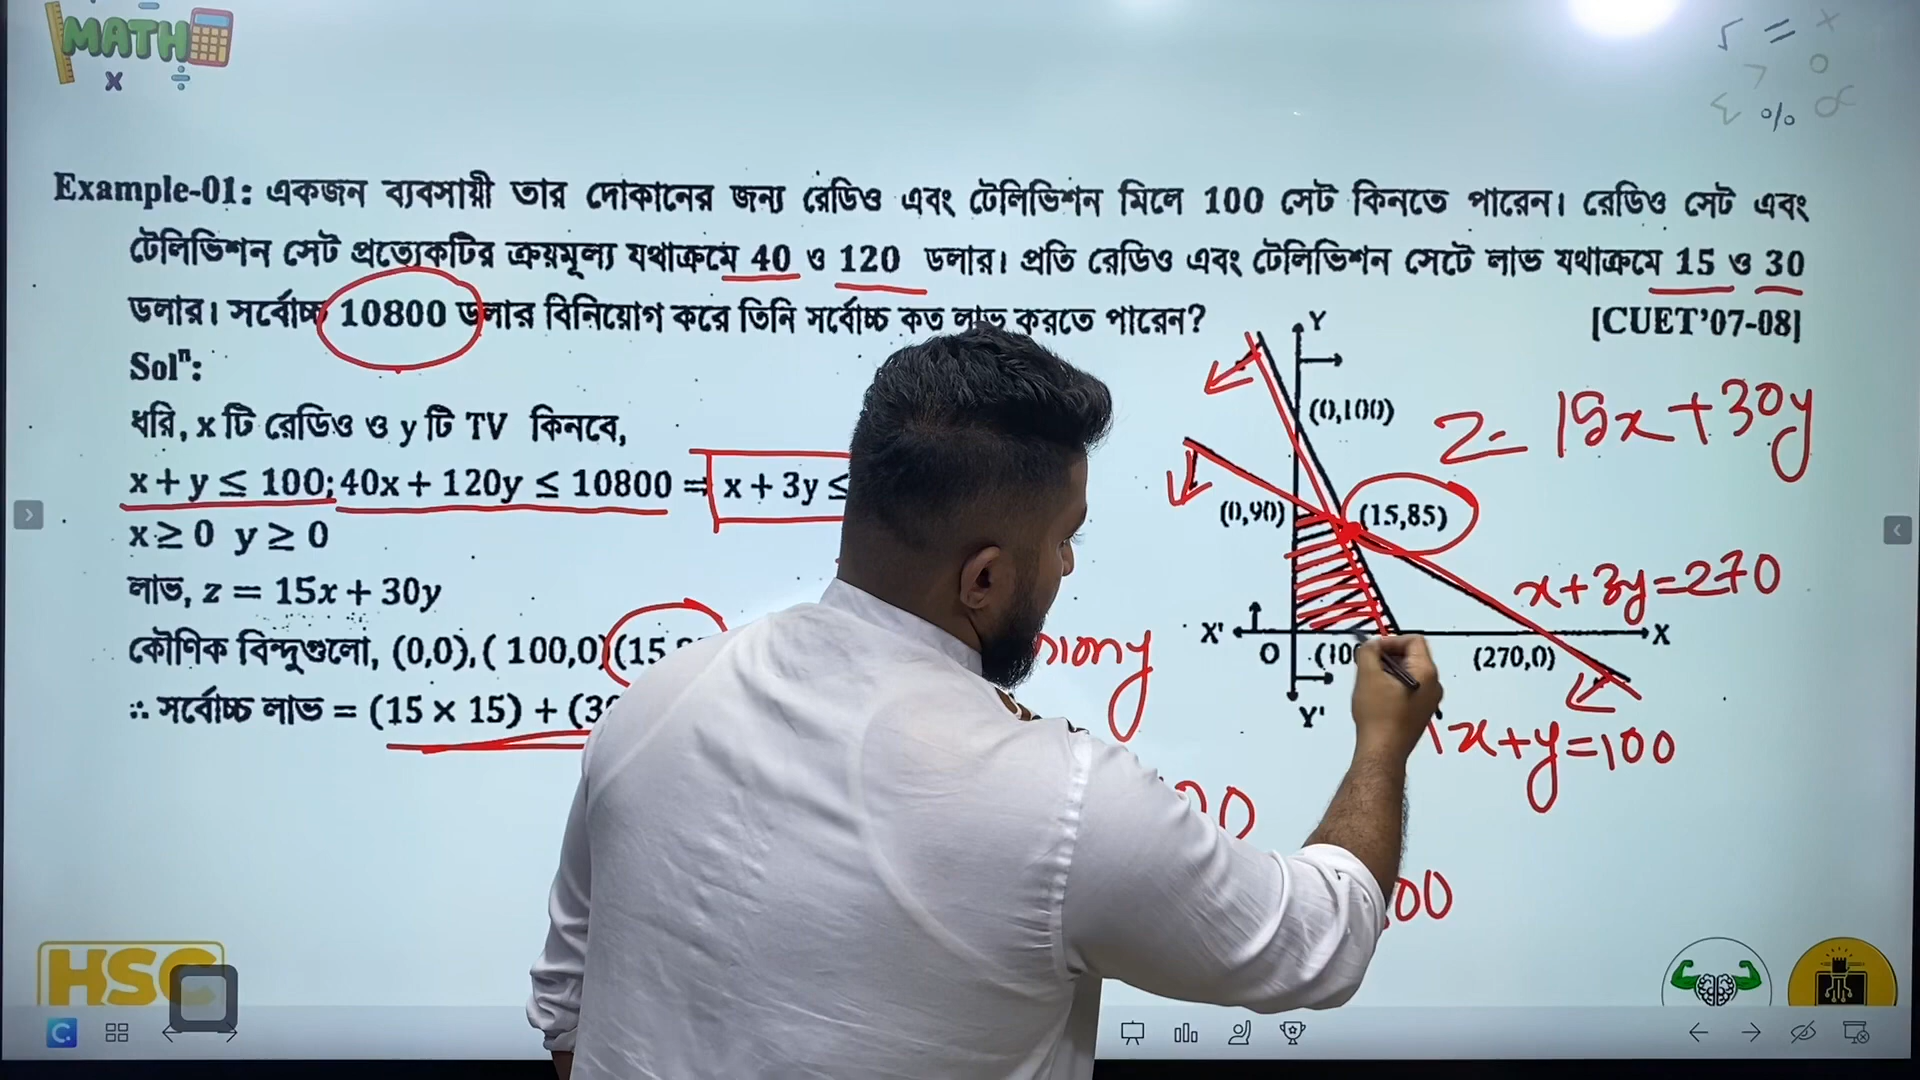 MATH
Example-01: একজন ব্যবসায়ী তার দোকানের জন্য রেডিও এবং টেলিভিশন মিলে 100 সেট কিনতে পারেন। রেডিও সেট এবং
টেলিভিশন সেট প্রত্যেকটির ক্রয়মূল্য যথাক্রমে 40 ও 120 ডলার। প্রতি রেডিও এবং টেলিভিশন সেটে লাভ যথাক্রমে 15 ও 30
ডলার। সর্বোচ্চ 10800 ডলার বিনিয়োগ করে তিনি সর্বোচ্চ কত লাভ করতে পারেন? [CUET'07-08]
Solⁿ:
ধরি, x টি রেডিও ও y টি TV কিনবে,
x + y ≤ 100; 40x + 120y ≤ 10800 ⇒ x + 3y ≤
x ≥ 0 y ≥ 0
লাভ, z = 15x + 30y
কৌণিক বিন্দুগুলো, (0,0), (100,0) (15
∴ সর্বোচ্চ লাভ = (15 × 15) + (3
Y
(0,100)
Z = 15x + 30y
(0,90)
(15,85)
x + 3y = 270
X'
X
O
(10
(270,0)
Y'
x + y = 100
HSC